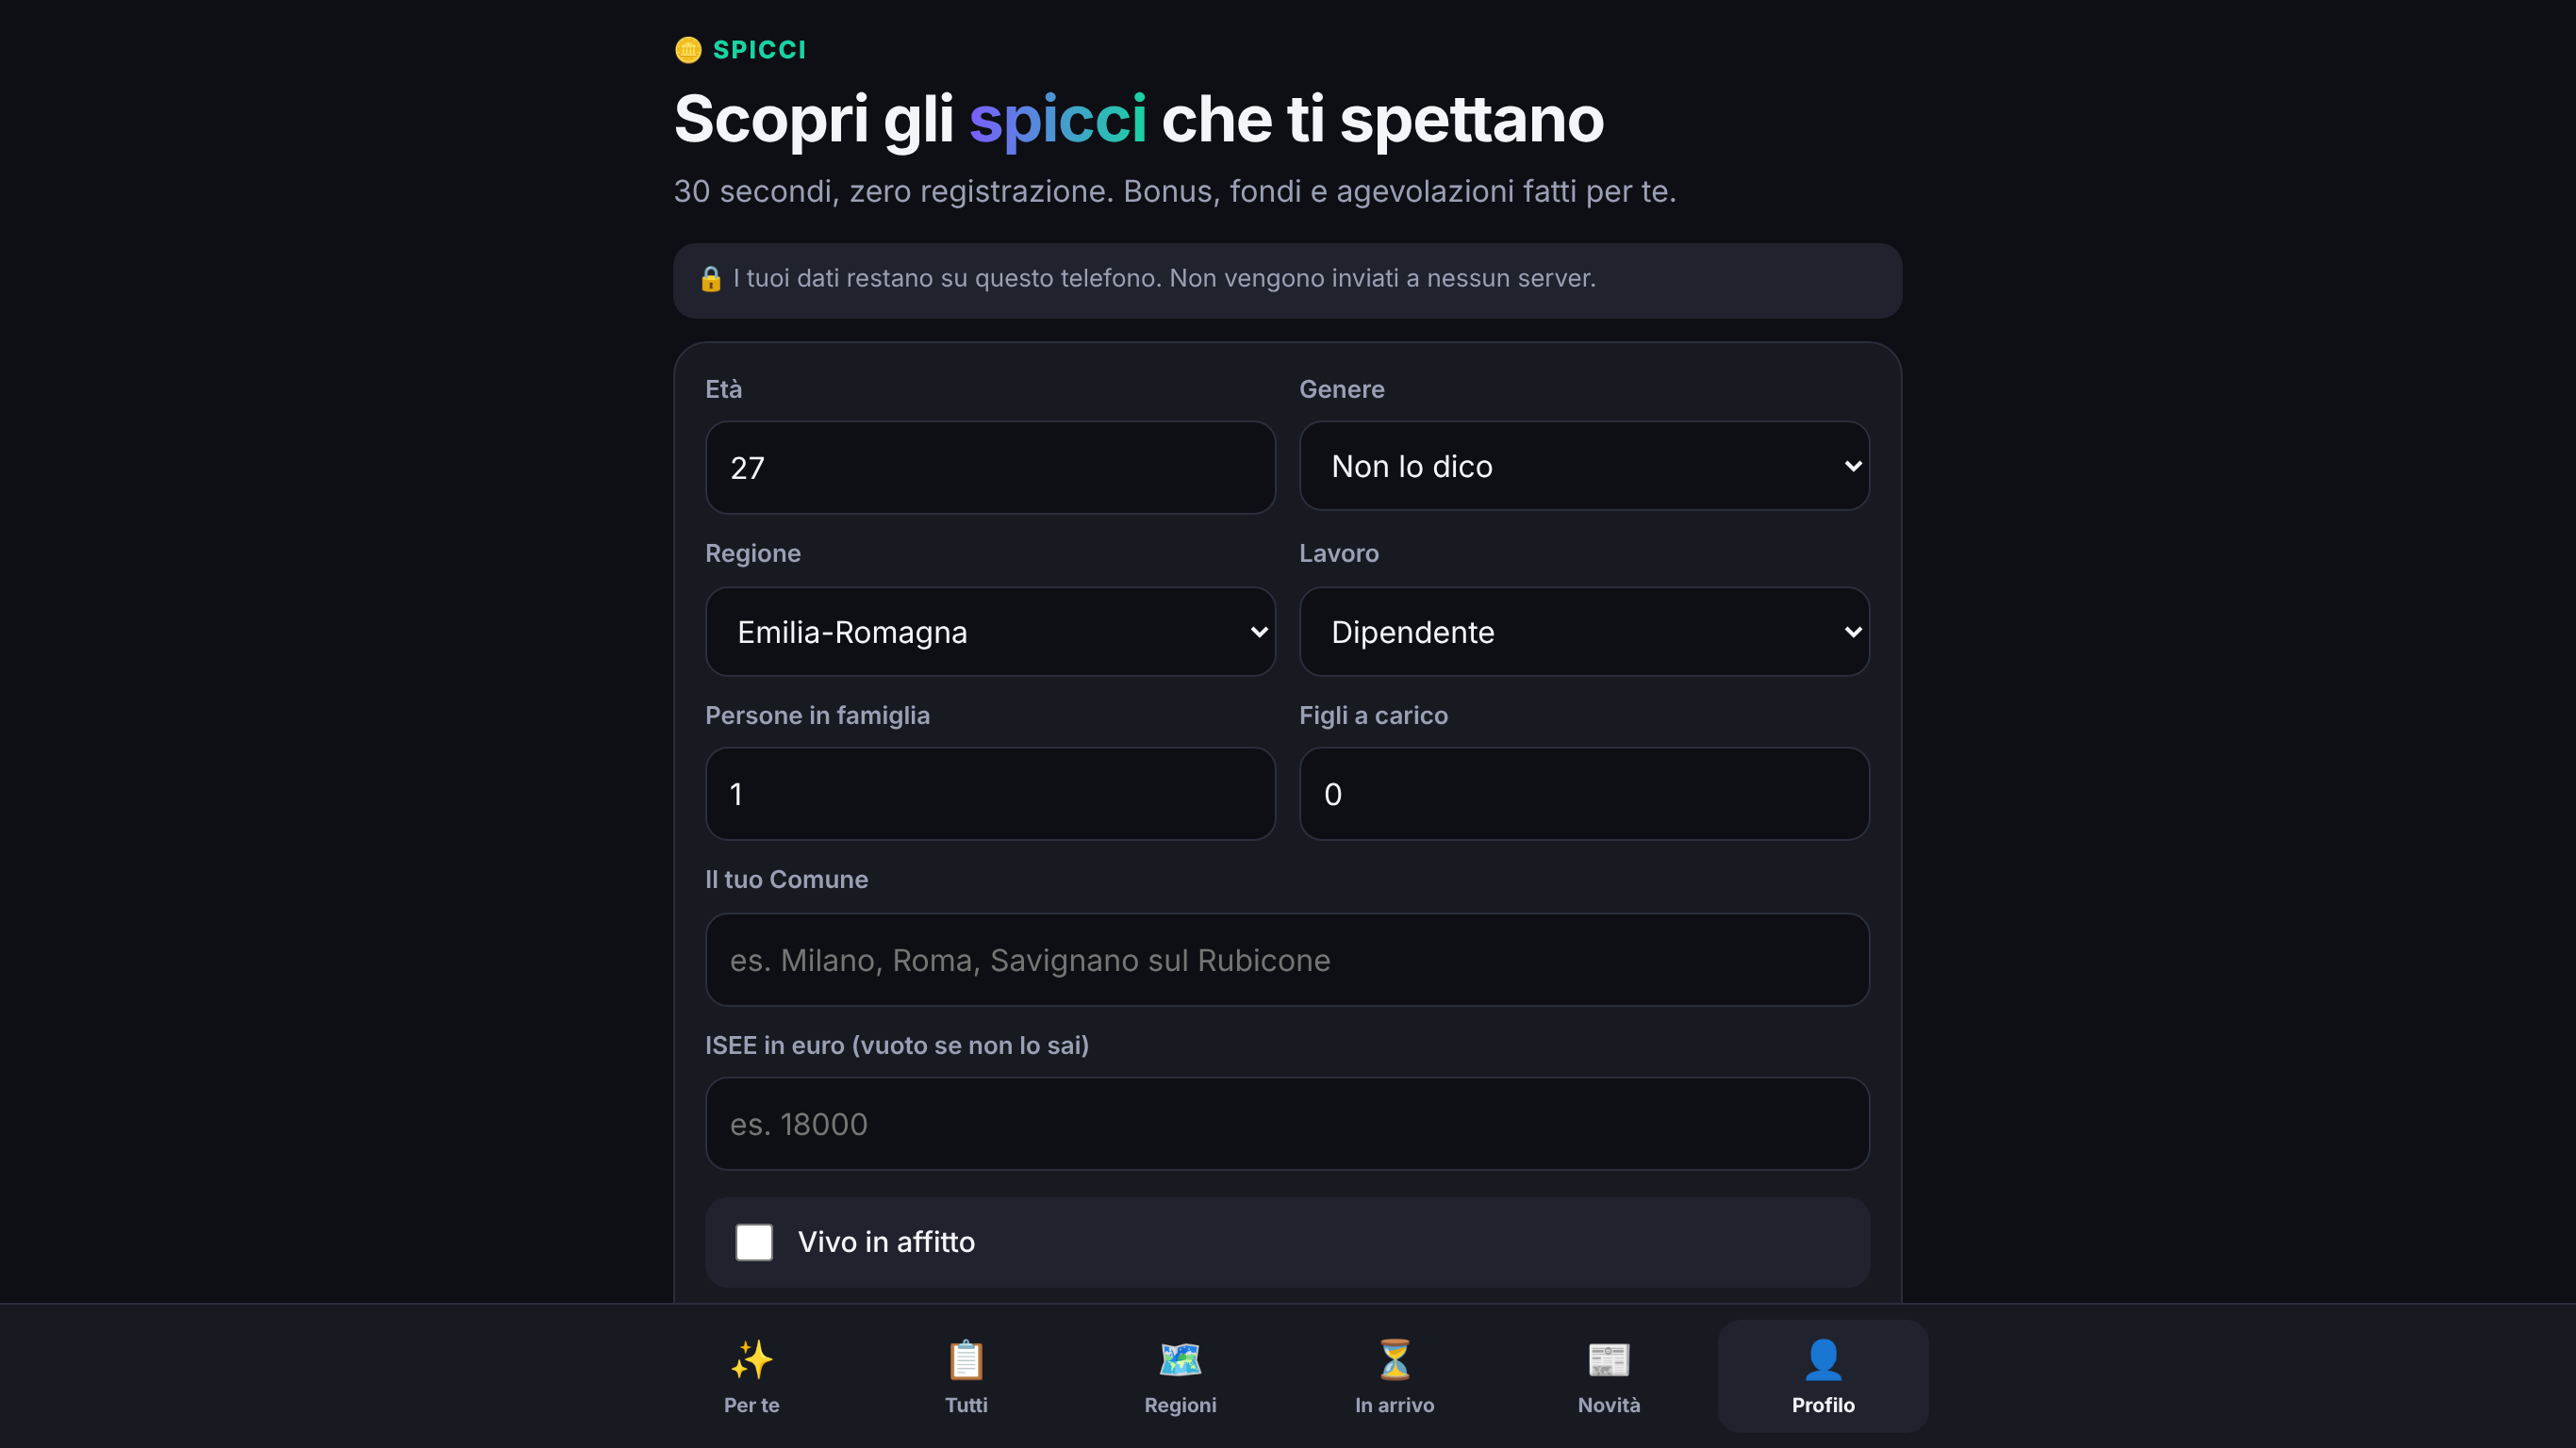 SPICCI
Scopri gli spicci che ti spettano
30 secondi, zero registrazione. Bonus, fondi e agevolazioni fatti per te.
I tuoi dati restano su questo telefono. Non vengono inviati a nessun server.
Età
Genere
27
Non lo dico
Regione
Lavoro
Emilia-Romagna
Dipendente
Persone in famiglia
Figli a carico
1
0
Il tuo Comune
es. Milano, Roma, Savignano sul Rubicone
ISEE in euro (vuoto se non lo sai)
es. 18000
Vivo in affitto
Per te
Tutti
Regioni
In arrivo
Novità
Profilo